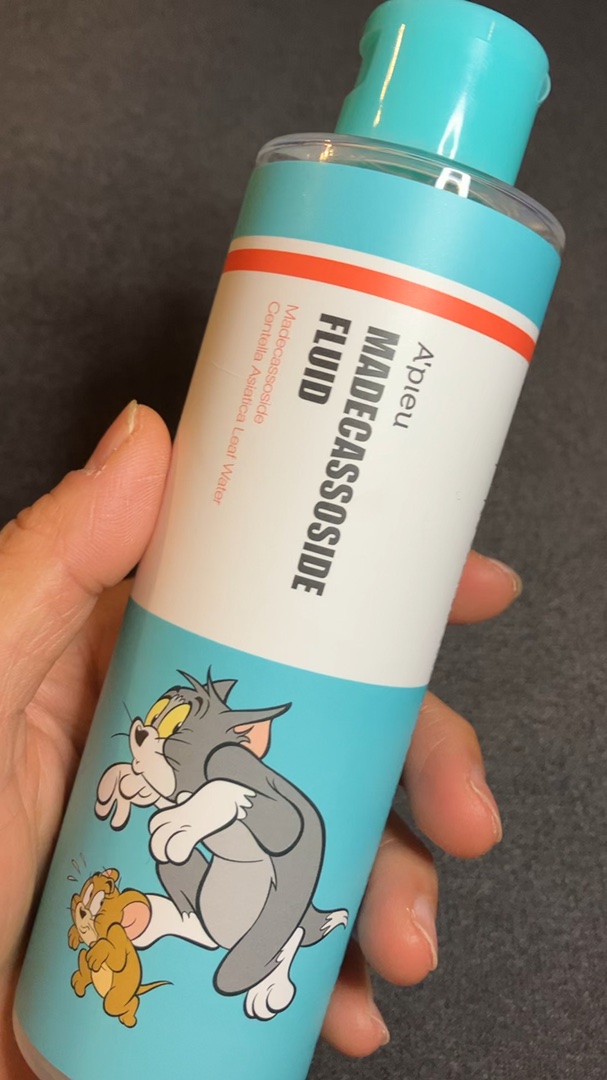 A'pieu
MADECASSOSIDE
FLUID
Madecassoside
Centella Asiatica Leaf Water